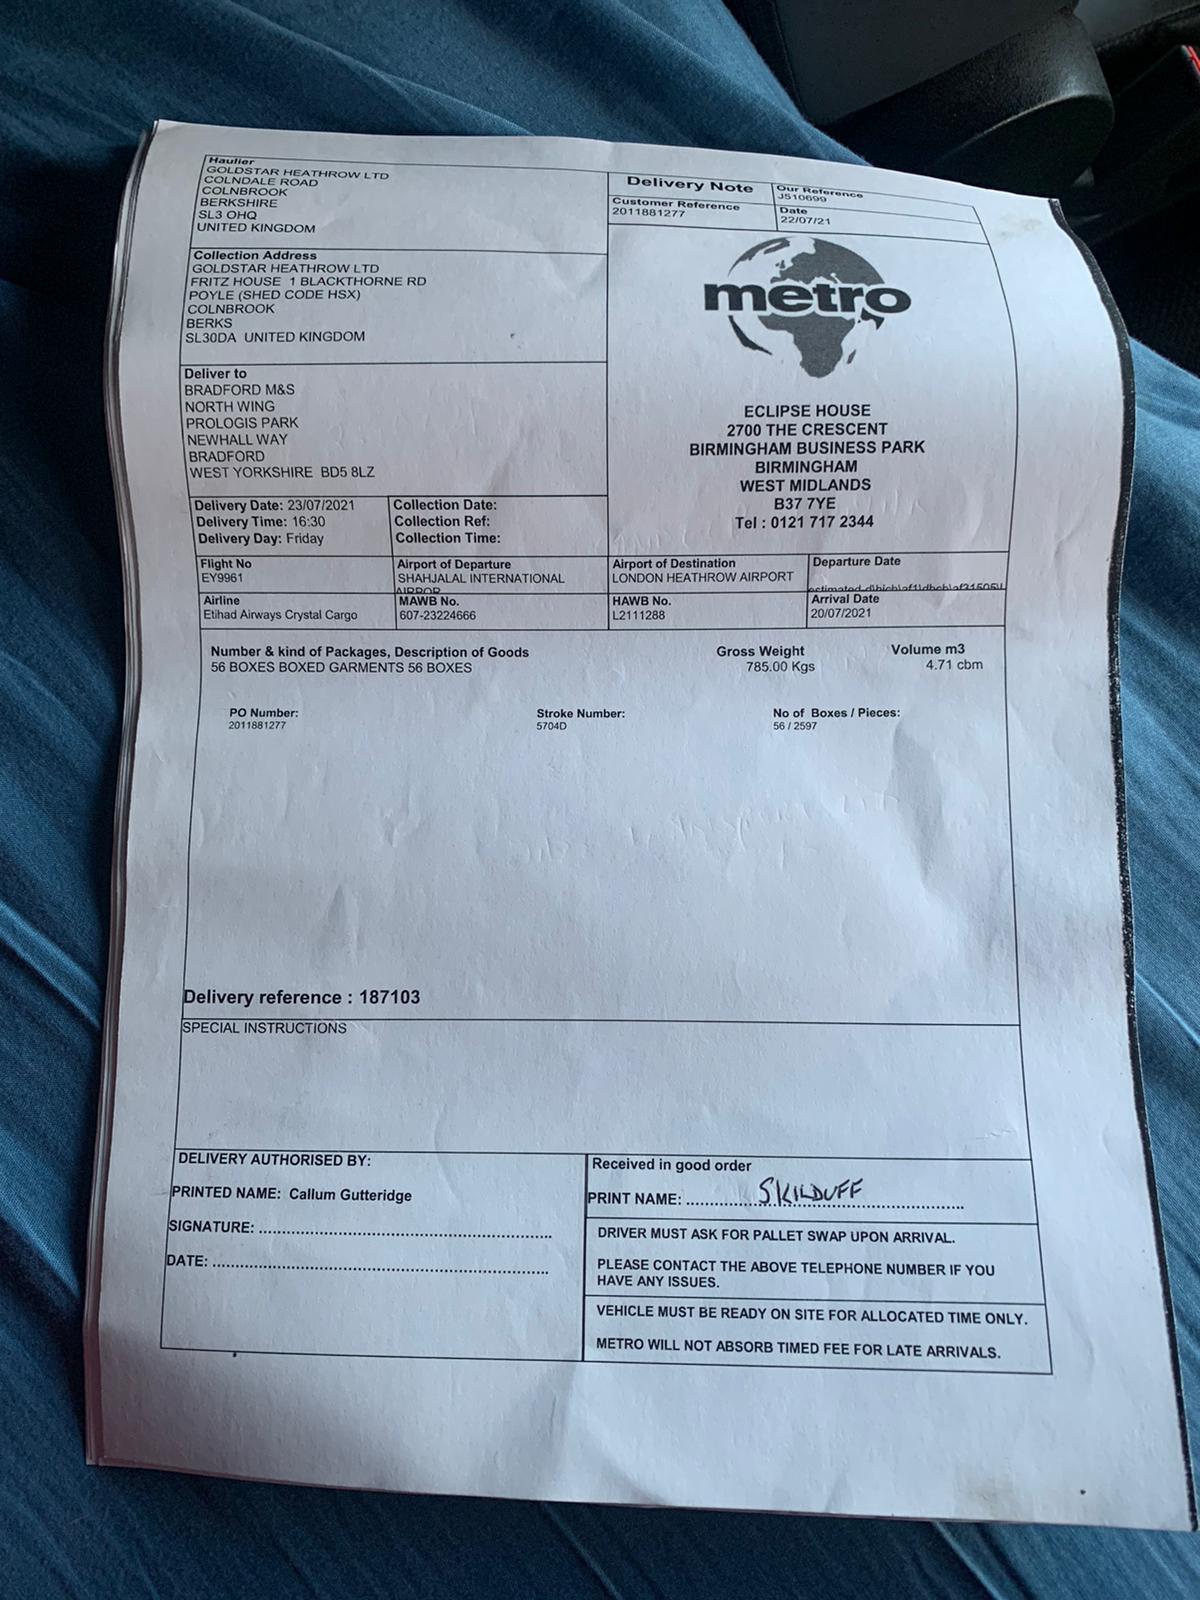 Haulier
GOLDSTAR HEATHROW LTD
COLNDALE ROAD
COLNBROOK
BERKSHIRE
SL3 OHQ
UNITED KINGDOM
Delivery Note
Our Reference
J510699
Customer Reference
2011881277
Date
22/07/21
Collection Address
GOLDSTAR HEATHROW LTD
FRITZ HOUSE 1 BLACKTHORNE RD
POYLE (SHED CODE HSX)
COLNBROOK
BERKS
SL30DA UNITED KINGDOM
metro
Deliver to
BRADFORD M&S
NORTH WING
PROLOGIS PARK
NEWHALL WAY
BRADFORD
WEST YORKSHIRE BD5 8LZ
ECLIPSE HOUSE
2700 THE CRESCENT
BIRMINGHAM BUSINESS PARK
BIRMINGHAM
WEST MIDLANDS
B37 7YE
Tel : 0121 717 2344
Delivery Date: 23/07/2021
Delivery Time: 16:30
Delivery Day: Friday
Collection Date:
Collection Ref:
Collection Time:
Flight No
EY9961
Airport of Departure
SHAHJALAL INTERNATIONAL
AIRPOR
Airport of Destination
LONDON HEATHROW AIRPORT
Departure Date
Airline
Etihad Airways Crystal Cargo
MAWB No.
607-23224666
HAWB No.
L2111288
Arrival Date
20/07/2021
Number & kind of Packages, Description of Goods
56 BOXES BOXED GARMENTS 56 BOXES
Gross Weight
785.00 Kgs
Volume m3
4.71 cbm
PO Number:
2011881277
Stroke Number:
5704D
No of Boxes / Pieces:
56 / 2597
Delivery reference : 187103
SPECIAL INSTRUCTIONS
DELIVERY AUTHORISED BY:
PRINTED NAME: Callum Gutteridge
SIGNATURE:
DATE:
Received in good order
PRINT NAME: SKILDUFF
DRIVER MUST ASK FOR PALLET SWAP UPON ARRIVAL.
PLEASE CONTACT THE ABOVE TELEPHONE NUMBER IF YOU
HAVE ANY ISSUES.
VEHICLE MUST BE READY ON SITE FOR ALLOCATED TIME ONLY.
METRO WILL NOT ABSORB TIMED FEE FOR LATE ARRIVALS.